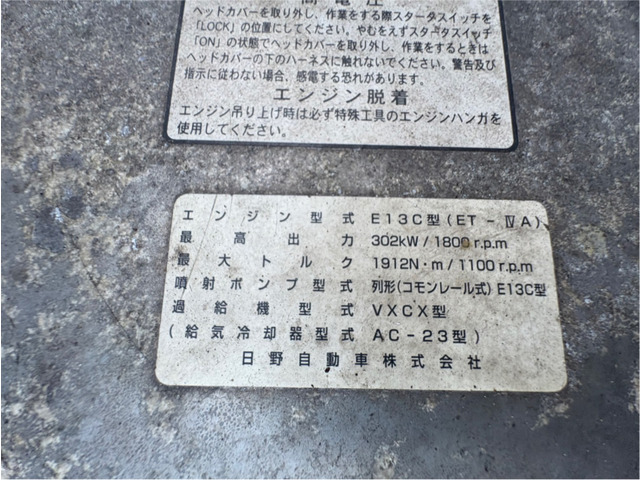 高電圧
ヘッドカバーを取り外し、作業をする際スタータスイッチを
「LOCK」の位置にしてください。やむをえずスタータスイッチ
「ON」の状態でヘッドカバーを取り外し、作業をするときは
ヘッドカバーの下のハーネスに触れないでください。警告及び
指示に従わない場合、感電する恐れがあります。
エンジン脱着
エンジン吊り上げ時は必ず特殊工具のエンジンハンガを
使用してください。
エンジン型式 E13C型(ET-ⅣA)
最高出力 302kW/1800r.p.m
最大トルク 1912N・m/1100r.p.m
噴射ポンプ型式 列形(コモンレール式)E13C型
過給機型式 VXCX型
(給気冷却器型式 AC-23型)
日野自動車株式会社